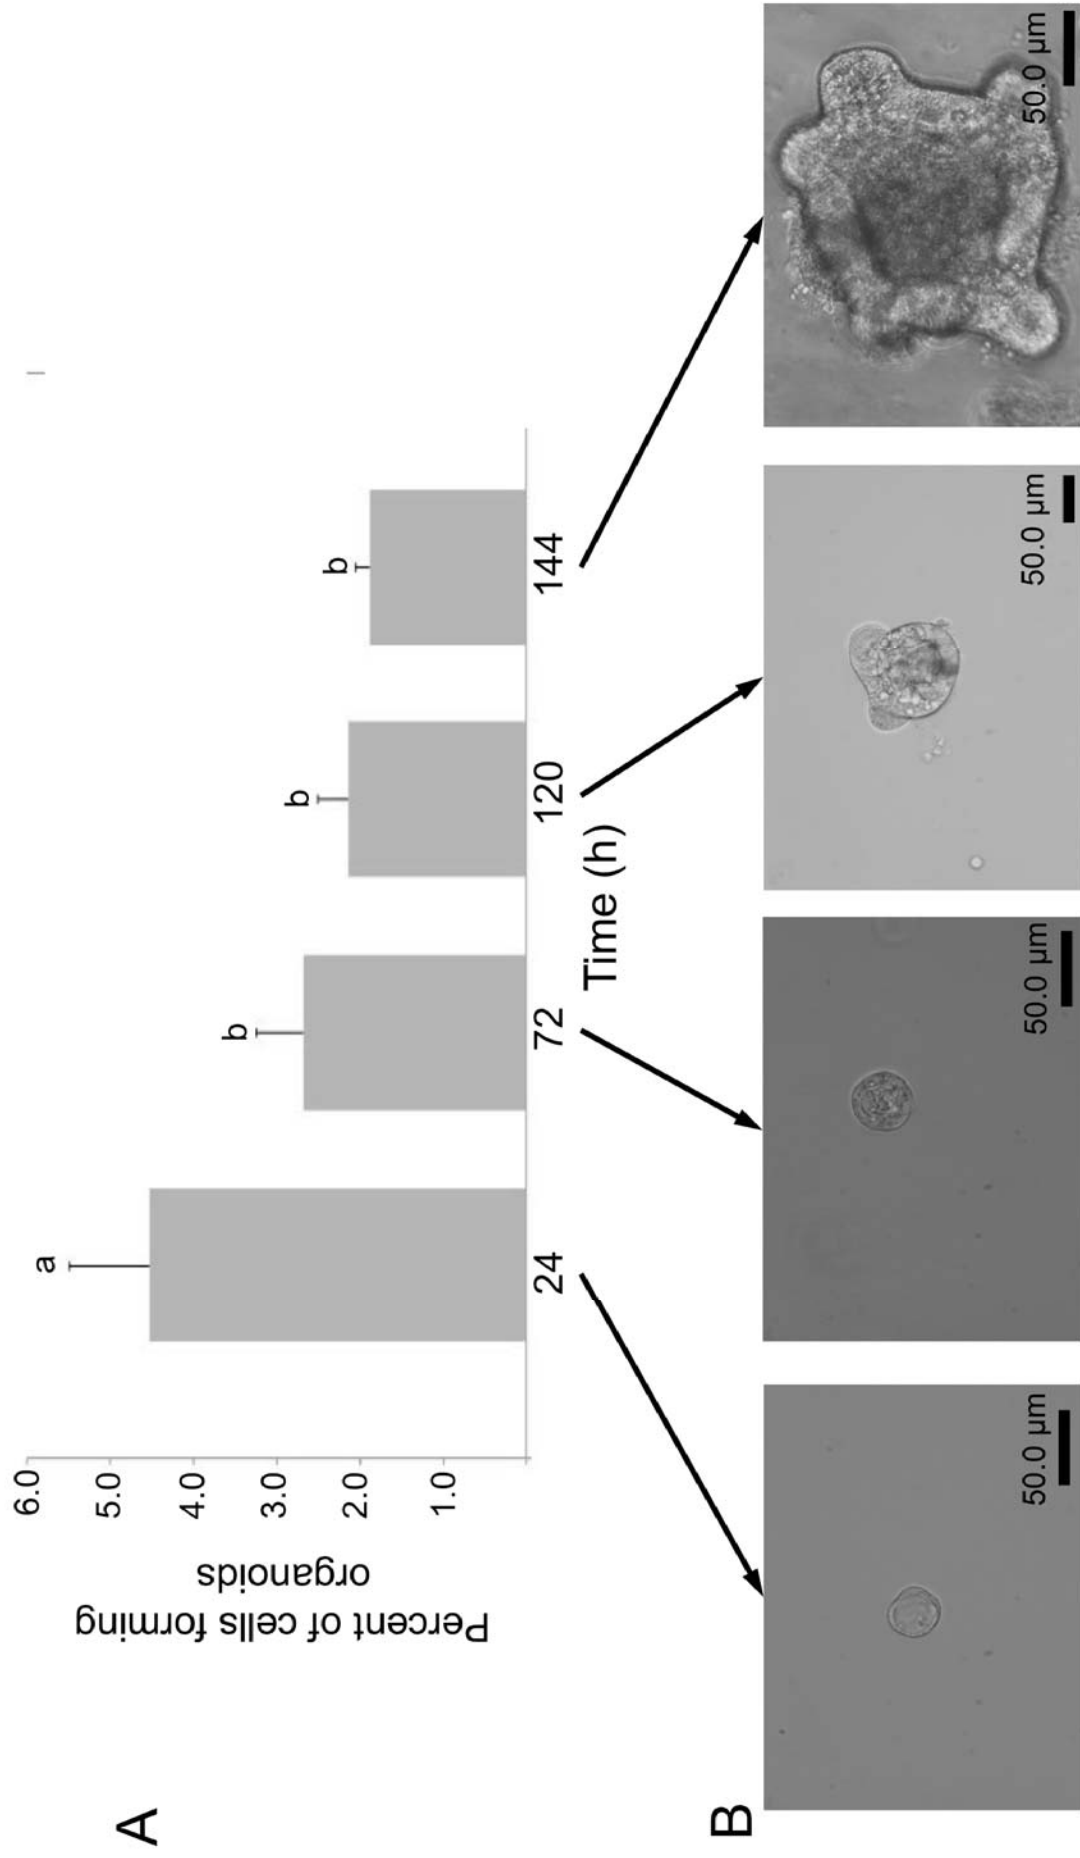 A
Percent of cells forming
organoids
6.0
5.0
4.0
3.0
2.0
1.0
a
b
b
b
24
72
120
144
Time (h)
B
50.0 µm
50.0 µm
50.0 µm
50.0 µm